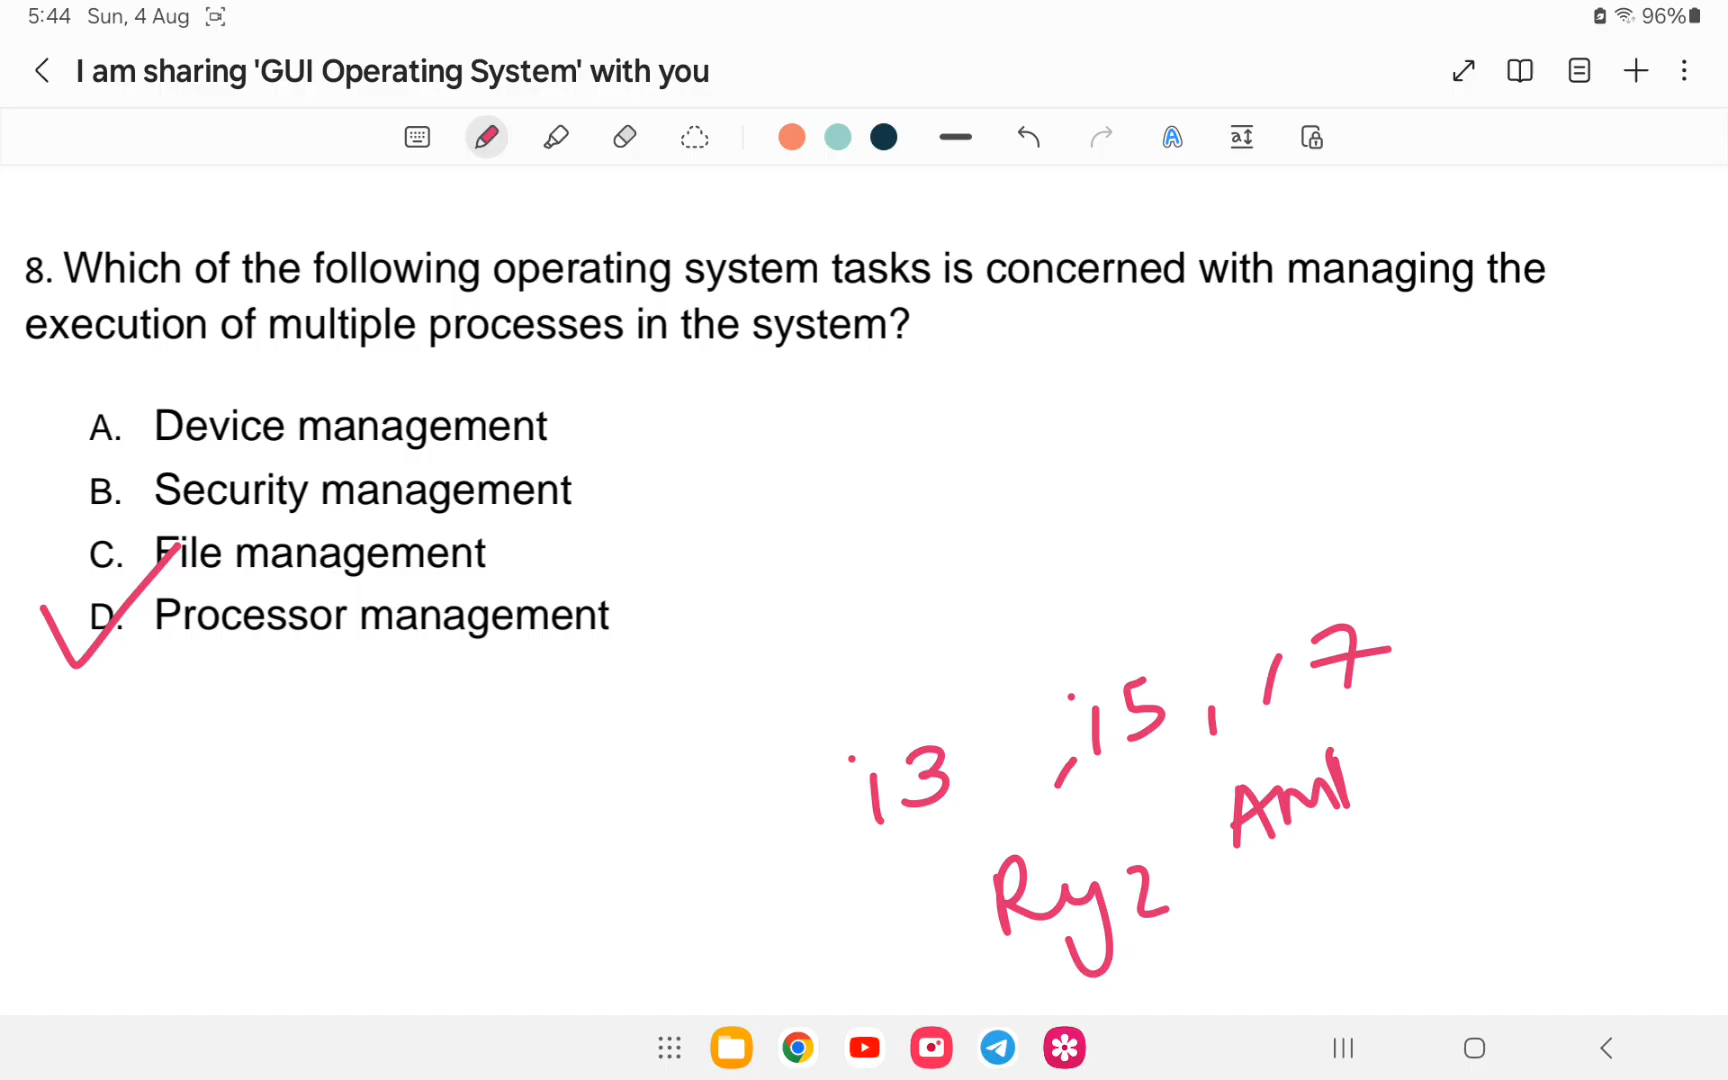 5:44 Sun, 4 Aug 96%
I am sharing 'GUI Operating System' with you
8. Which of the following operating system tasks is concerned with managing the
execution of multiple processes in the system?
A. Device management
B. Security management
C. File management
D. Processor management
i3 , i5, i7
AM
Ryz